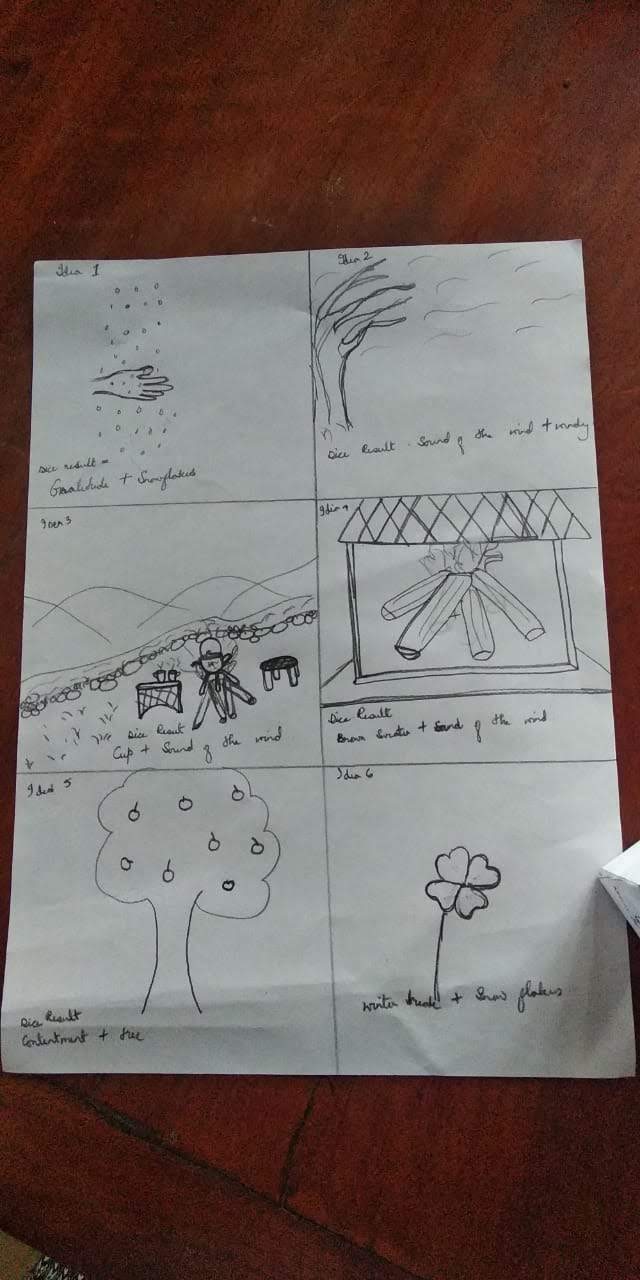 Idea 1
Dice result =
Gratidude + Snowflakes
Idea 2
Dice Result - Sound of the wind + windy
Idea 3
Dice Result
Cup + Sound of the wind
Idea 4
Dice Result
Brown Sweater + Sound of the wind
Idea 5
Dice Result
Contentment + tree
Idea 6
Winter break + Snow flakes